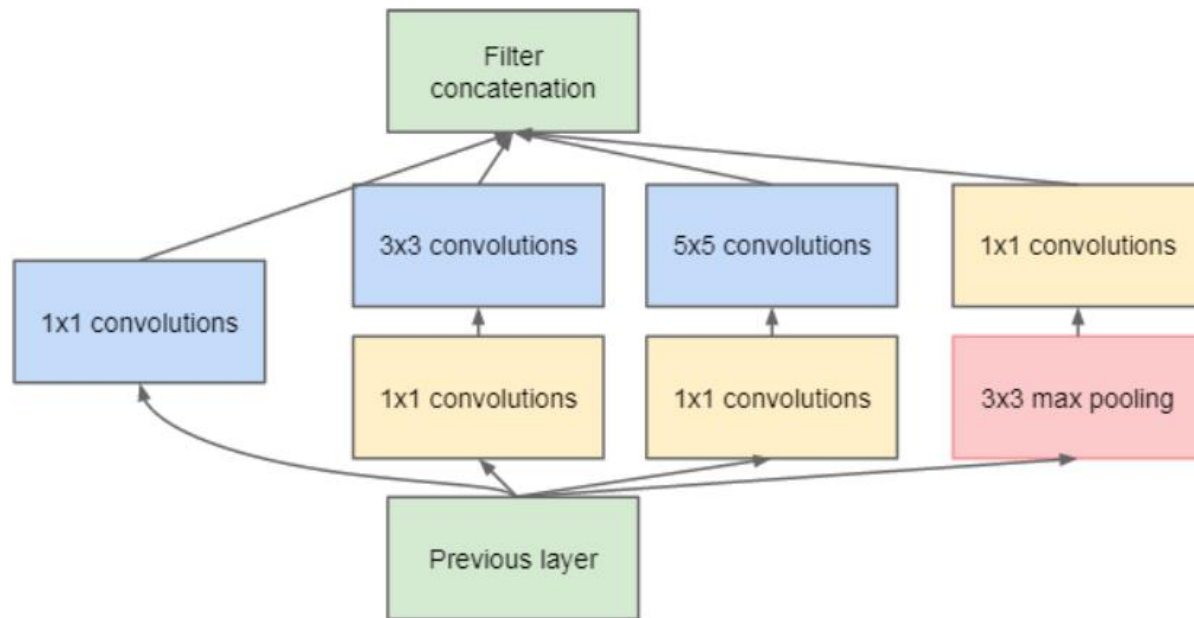 Filter
concatenation
3x3 convolutions
5x5 convolutions
1x1 convolutions
1x1 convolutions
1x1 convolutions
1x1 convolutions
3x3 max pooling
Previous layer